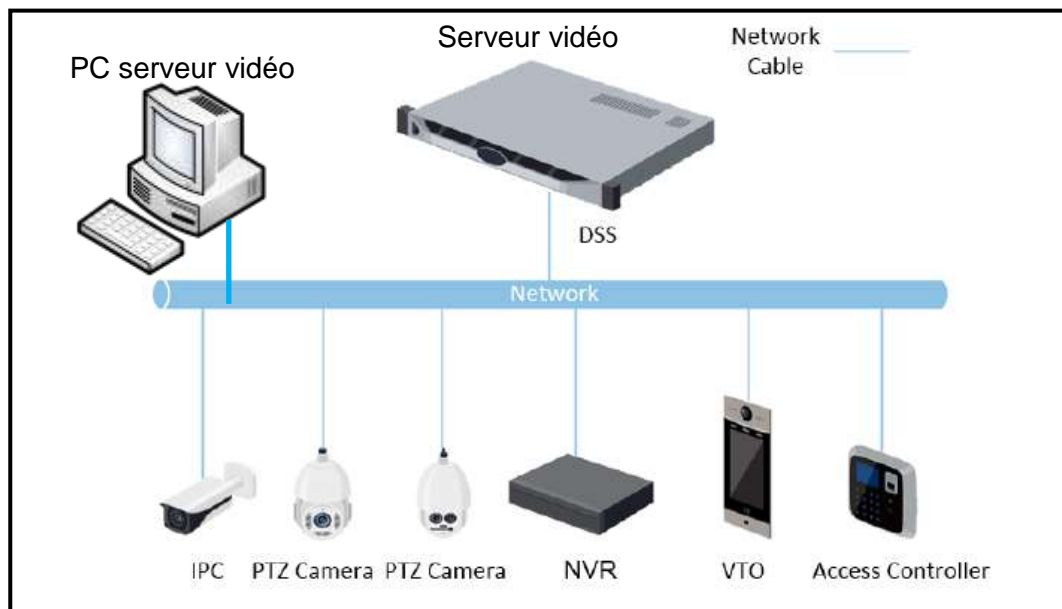 Serveur vidéo
PC serveur vidéo
Network
Cable
DSS
Network
IPC
PTZ Camera
PTZ Camera
NVR
VTO
Access Controller